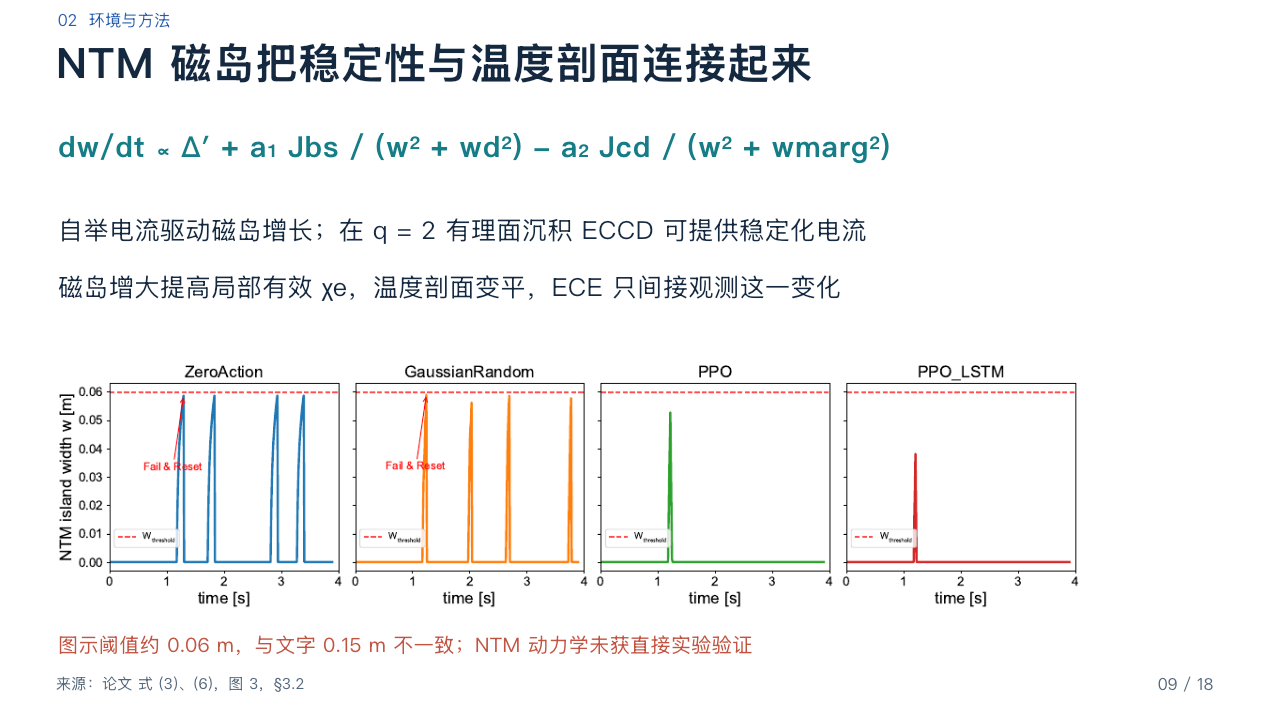 02 环境与方法
NTM 磁岛把稳定性与温度剖面连接起来
dw/dt ∝ Δ′ + a₁ Jbs / (w² + wd²) − a₂ Jcd / (w² + wmarg²)
自举电流驱动磁岛增长；在 q = 2 有理面沉积 ECCD 可提供稳定化电流
磁岛增大提高局部有效 χe，温度剖面变平，ECE 只间接观测这一变化
ZeroAction
GaussianRandom
PPO
PPO_LSTM
NTM island width w [m]
0.06
0.05
0.04
0.03
0.02
0.01
0.00
Fail & Reset
Fail & Reset
W threshold
W threshold
W threshold
W threshold
0 1 2 3 4
0 1 2 3 4
0 1 2 3 4
0 1 2 3 4
time [s]
time [s]
time [s]
time [s]
图示阈值约 0.06 m，与文字 0.15 m 不一致；NTM 动力学未获直接实验验证
来源：论文 式 (3)、(6)，图 3，§3.2
09 / 18